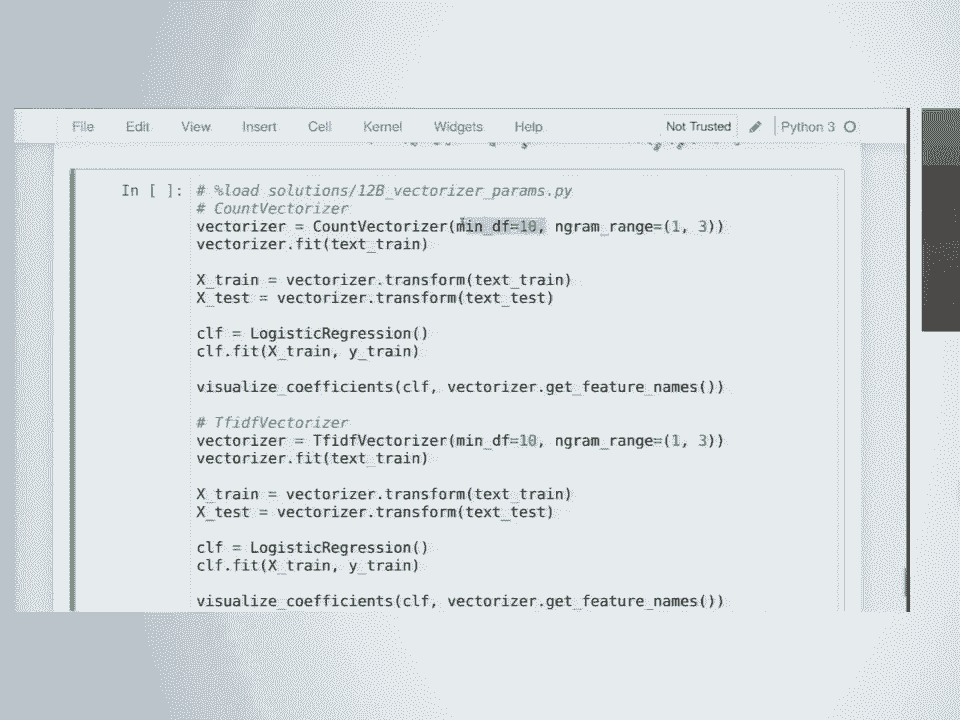 File Edit View Insert Cell Kernel Widgets Help Not Trusted Python 3
In [ ]: # %load solutions/12B_vectorizer_params.py
# CountVectorizer
vectorizer = CountVectorizer(min_df=10, ngram_range=(1, 3))
vectorizer.fit(text_train)
X_train = vectorizer.transform(text_train)
X_test = vectorizer.transform(text_test)
clf = LogisticRegression()
clf.fit(X_train, y_train)
visualize_coefficients(clf, vectorizer.get_feature_names())
# TfidfVectorizer
vectorizer = TfidfVectorizer(min_df=10, ngram_range=(1, 3))
vectorizer.fit(text_train)
X_train = vectorizer.transform(text_train)
X_test = vectorizer.transform(text_test)
clf = LogisticRegression()
clf.fit(X_train, y_train)
visualize_coefficients(clf, vectorizer.get_feature_names())